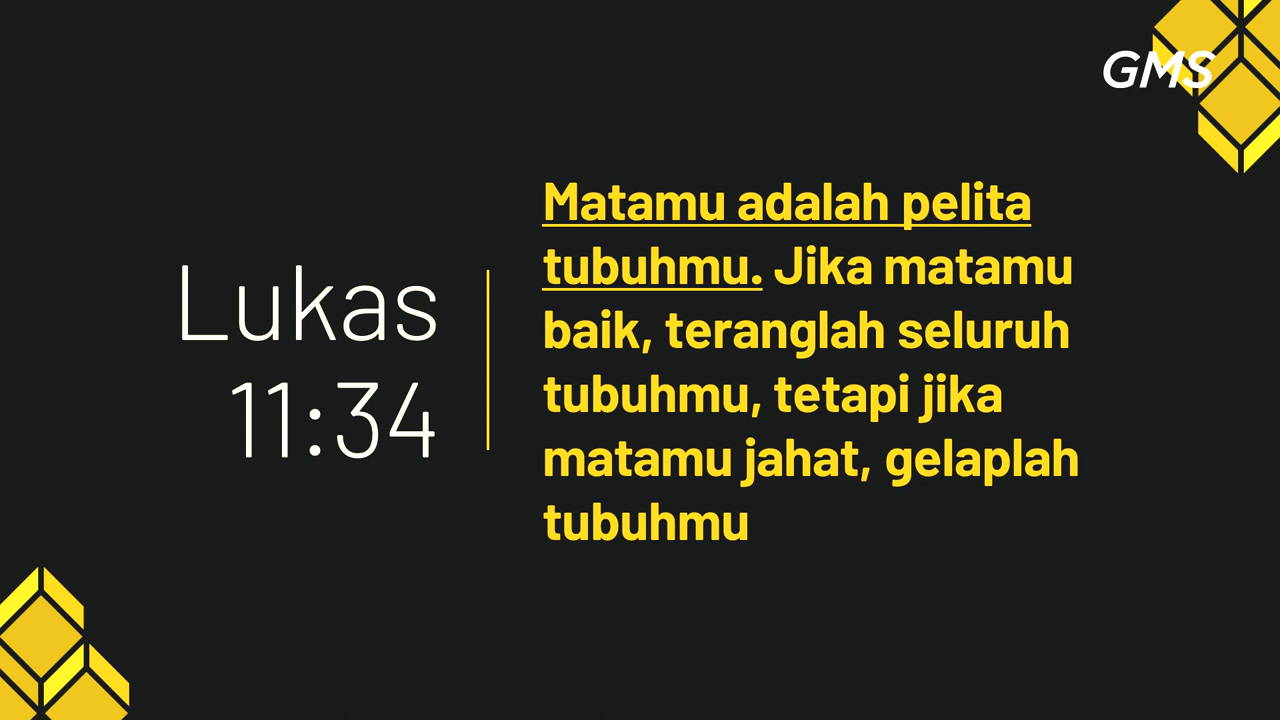 GMS
Lukas
11:34
Matamu adalah pelita
tubuhmu. Jika matamu
baik, teranglah seluruh
tubuhmu, tetapi jika
matamu jahat, gelaplah
tubuhmu